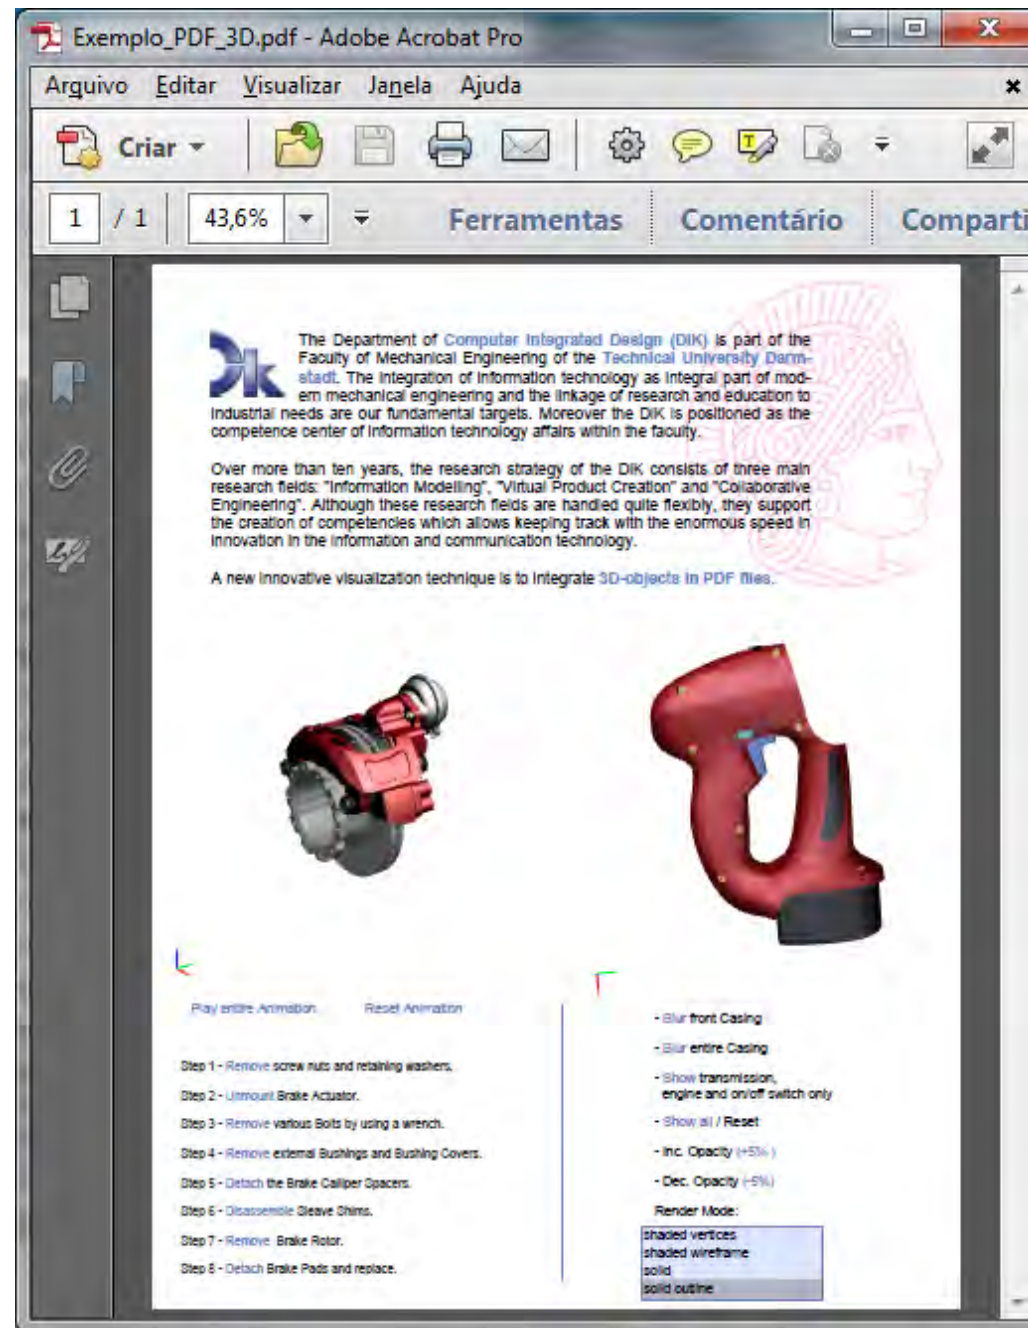 Exemplo_PDF_3D.pdf - Adobe Acrobat Pro
Arquivo Editar Visualizar Janela Ajuda
Criar
1 / 1 43,6% Ferramentas Comentário Comparti
Dik
The Department of Computer Integrated Design (DIK) is part of the
Faculty of Mechanical Engineering of the Technical University Darm-
stadt. The integration of information technology as integral part of mod-
ern mechanical engineering and the linkage of research and education to
industrial needs are our fundamental targets. Moreover the DiK is positioned as the
competence center of information technology affairs within the faculty.
Over more than ten years, the research strategy of the DiK consists of three main
research fields: "Information Modelling", "Virtual Product Creation" and "Collaborative
Engineering". Although these research fields are handled quite flexibly, they support
the creation of competencies which allows keeping track with the enormous speed in
innovation in the information and communication technology.
A new innovative visualization technique is to integrate 3D-objects in PDF files.
Play entire Animation Reset Animation
Step 1 - Remove screw nuts and retaining washers.
Step 2 - Unmount Brake Actuator.
Step 3 - Remove various Bolts by using a wrench.
Step 4 - Remove external Bushings and Bushing Covers.
Step 5 - Detach the Brake Calliper Spacers.
Step 6 - Disassemble Sleave Shims.
Step 7 - Remove Brake Rotor.
Step 8 - Detach Brake Pads and replace.
- Blur front Casing
- Blur entire Casing
- Show transmission,
engine and on/off switch only
- Show all / Reset
- Inc. Opacity (+5% )
- Dec. Opacity (-5%)
Render Mode:
shaded vertices
shaded wireframe
solid
solid outline